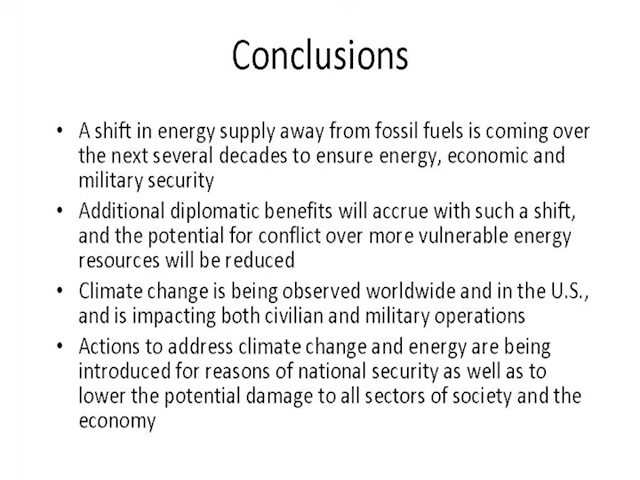 Conclusions
• A shift in energy supply away from fossil fuels is coming over
the next several decades to ensure energy, economic and
military security
• Additional diplomatic benefits will accrue with such a shift,
and the potential for conflict over more vulnerable energy
resources will be reduced
• Climate change is being observed worldwide and in the U.S.,
and is impacting both civilian and military operations
• Actions to address climate change and energy are being
introduced for reasons of national security as well as to
lower the potential damage to all sectors of society and the
economy